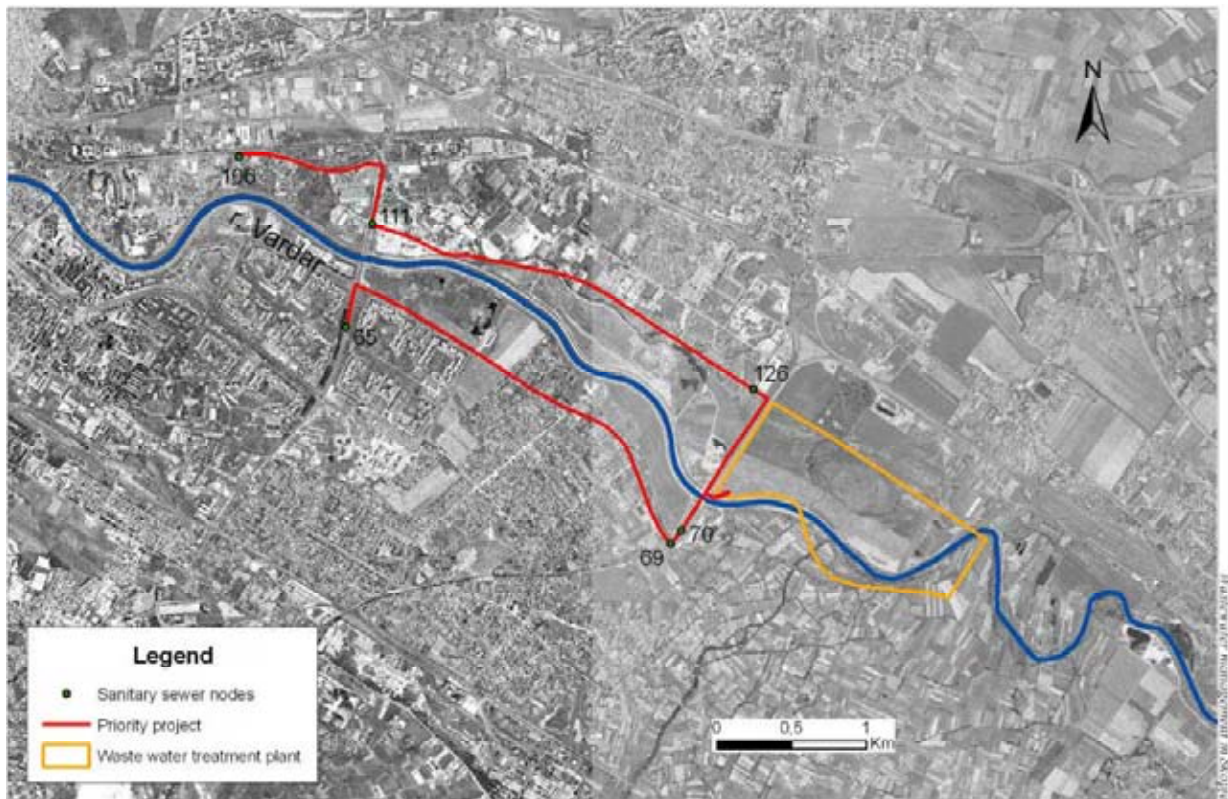 N
106
111
r. Vardar
65
126
70
69
Legend
Sanitary sewer nodes
Priority project
Waste water treatment plant
0 0,5 1
Km